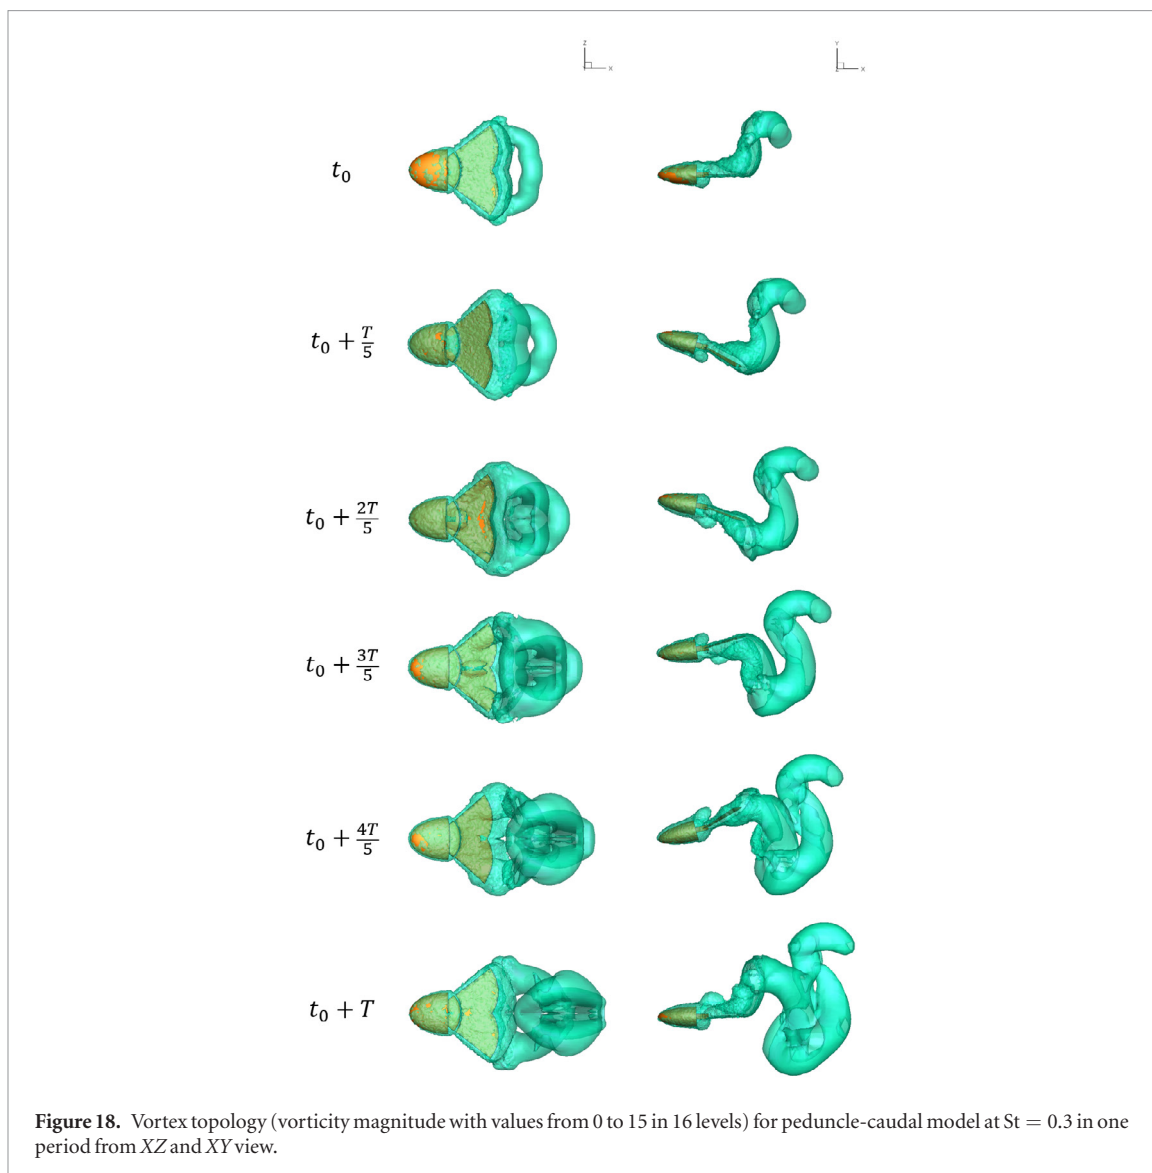 Z
X
Y
Z
X
t₀
t₀ + T/5
t₀ + 2T/5
t₀ + 3T/5
t₀ + 4T/5
t₀ + T
Figure 18. Vortex topology (vorticity magnitude with values from 0 to 15 in 16 levels) for peduncle-caudal model at St = 0.3 in one
period from XZ and XY view.